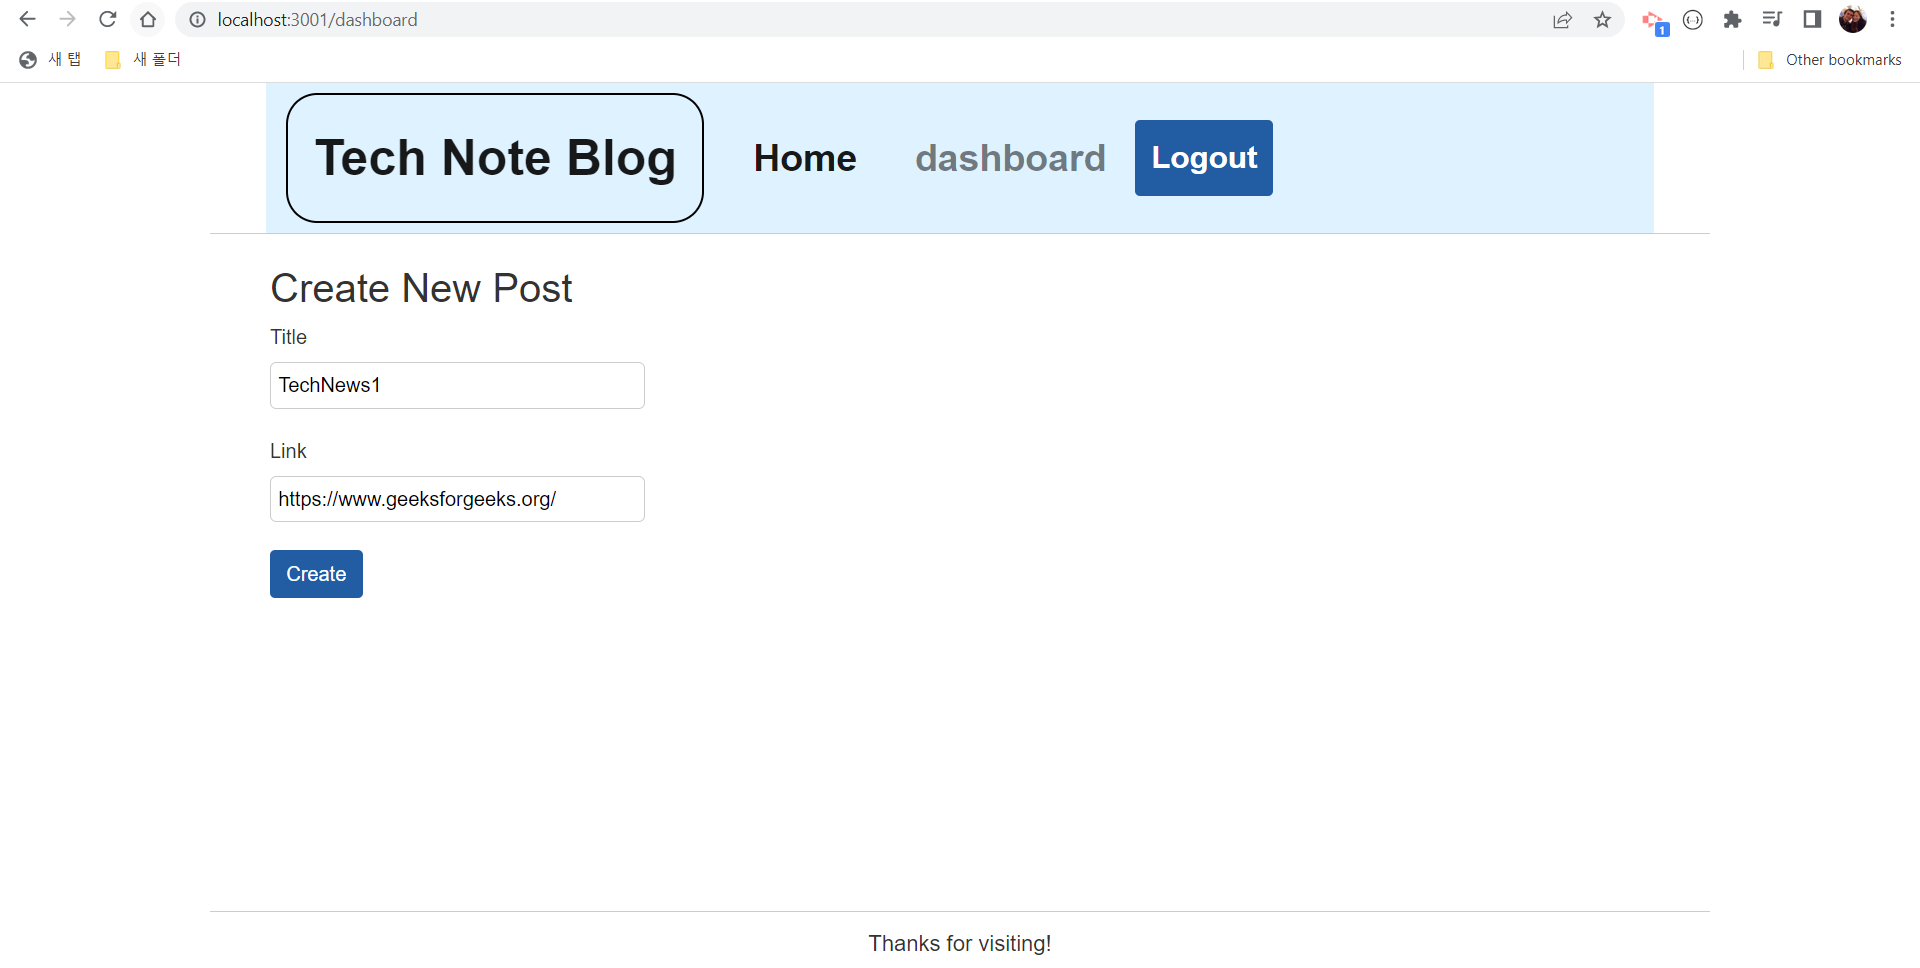 localhost:3001/dashboard
1
새 탭 새 폴더 Other bookmarks
Tech Note Blog Home dashboard Logout
Create New Post
Title
TechNews1
Link
https://www.geeksforgeeks.org/
Create
Thanks for visiting!